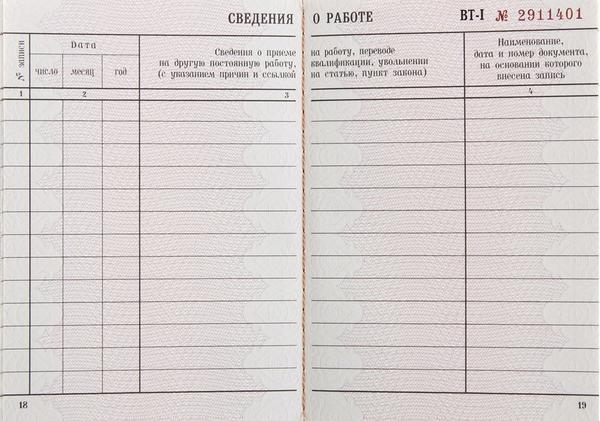 СВЕДЕНИЯ О РАБОТЕ ВТ-I № 2911401
№ записи
Дата
число месяц год
Сведения о приеме на работу, переводе
на другую постоянную работу, квалификации, увольнении
(с указанием причин и ссылкой на статью, пункт закона)
Наименование,
дата и номер документа,
на основании которого
внесена запись
1 2 3 4
18 19